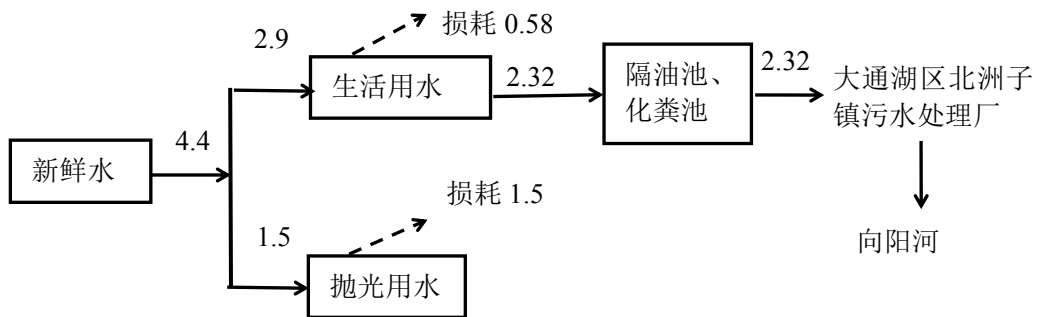 损耗 0.58
2.9
生活用水
2.32
隔油池、
化粪池
2.32
大通湖区北洲子
镇污水处理厂
新鲜水
4.4
损耗 1.5
向阳河
1.5
抛光用水